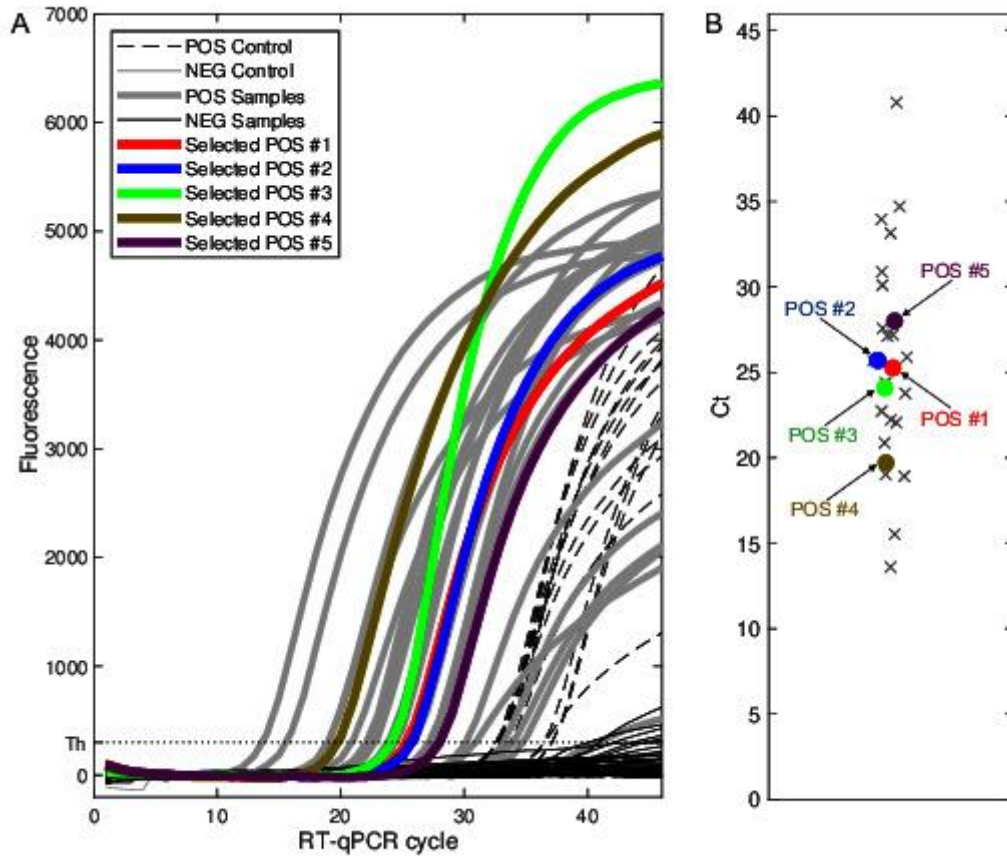 A
7000
6000
5000
4000
3000
2000
1000
Th
0
0
10
20
30
40
Fluorescence
RT-qPCR cycle
POS Control
NEG Control
POS Samples
NEG Samples
Selected POS #1
Selected POS #2
Selected POS #3
Selected POS #4
Selected POS #5
B
45
40
35
30
25
20
15
10
5
0
Ct
POS #5
POS #2
POS #1
POS #3
POS #4